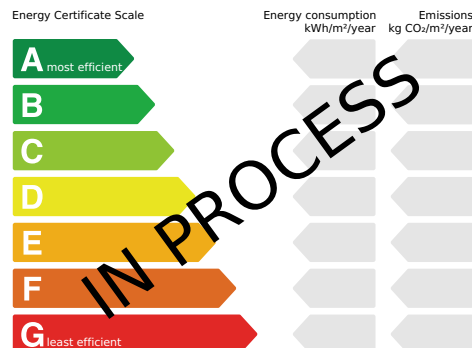 Energy Certificate Scale
Energy consumption
kWh/m²/year
Emissions
kg CO₂/m²/year
A most efficient
B
C
D
E
F
G least efficient
IN PROCESS